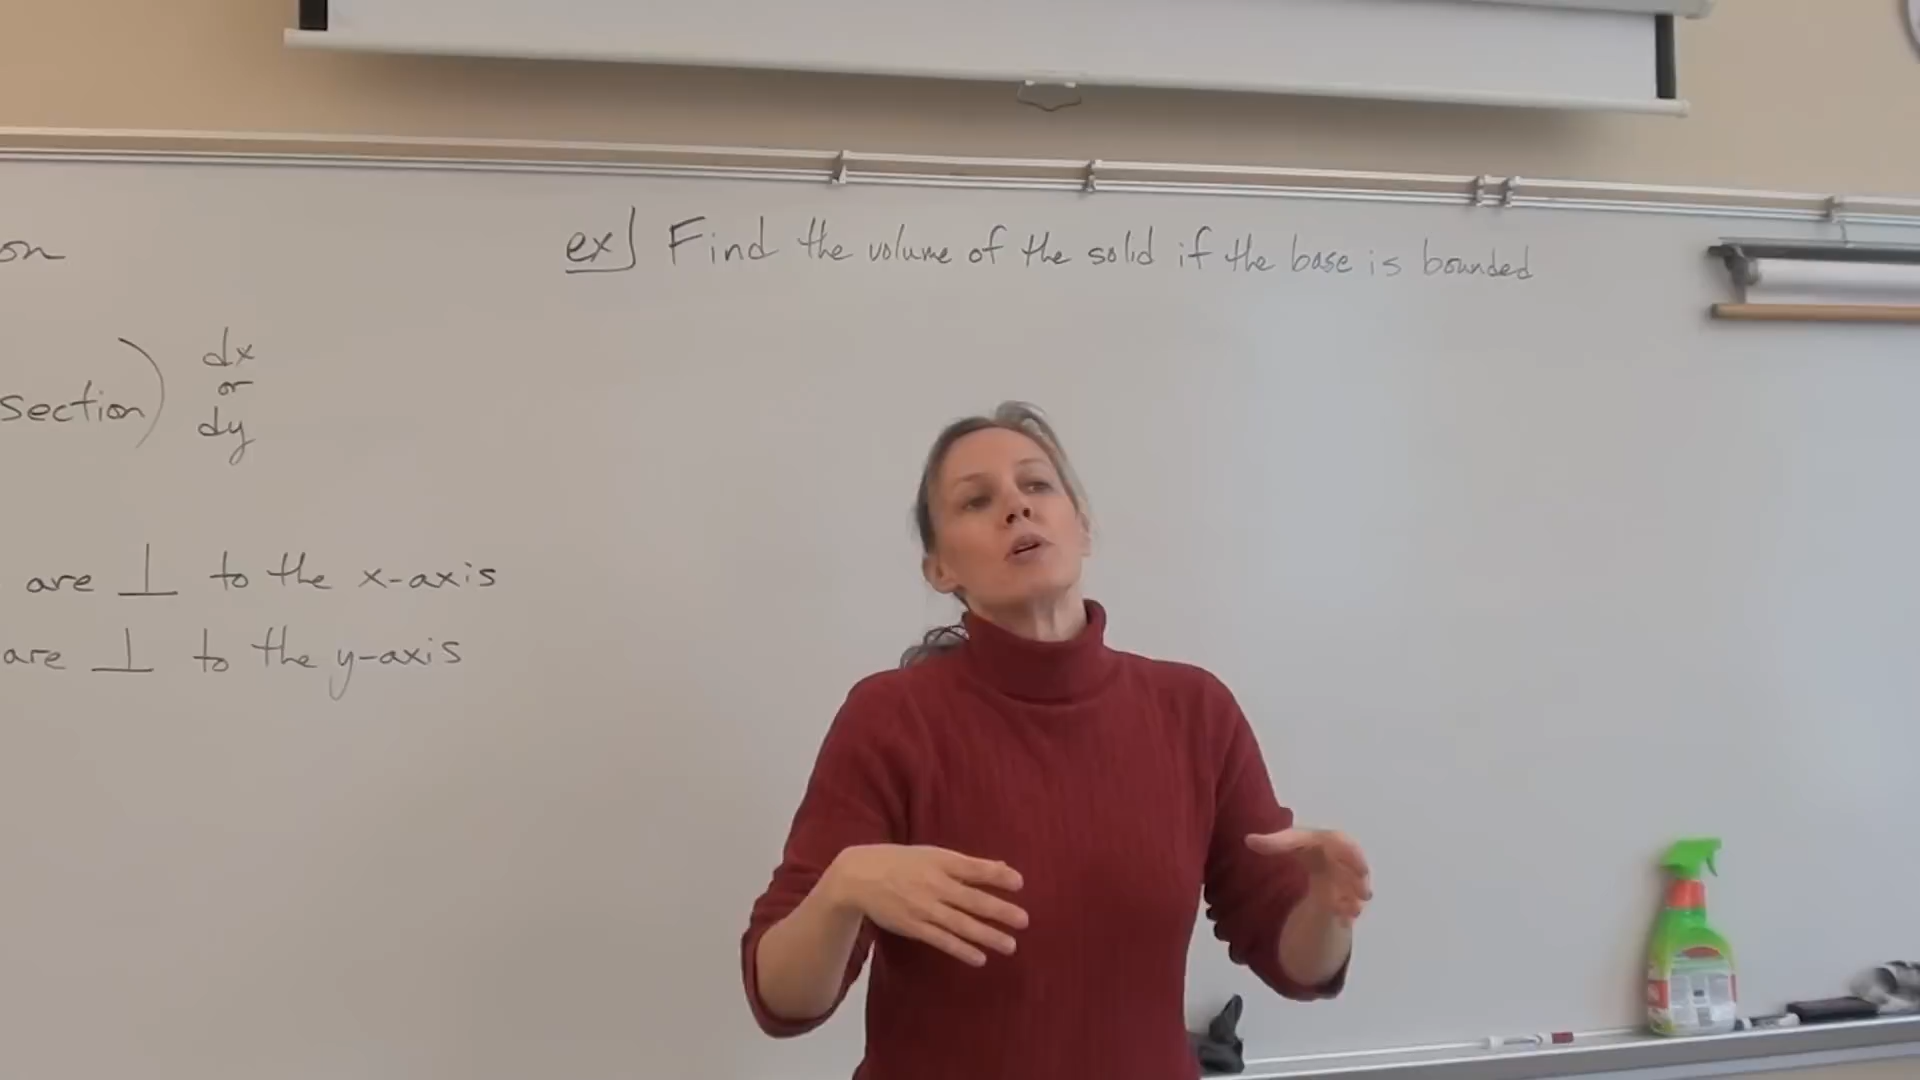 on
section) dx
or
dy
are ⊥ to the x-axis
are ⊥ to the y-axis
ex] Find the volume of the solid if the base is bounded